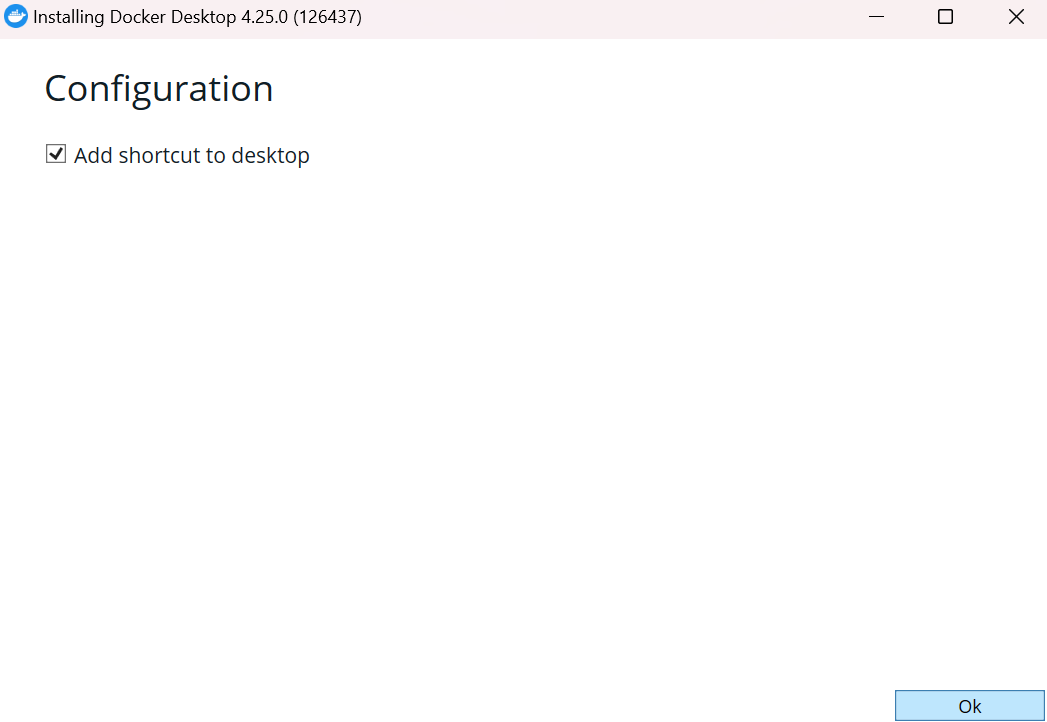 Installing Docker Desktop 4.25.0 (126437)
Configuration
Add shortcut to desktop
Ok